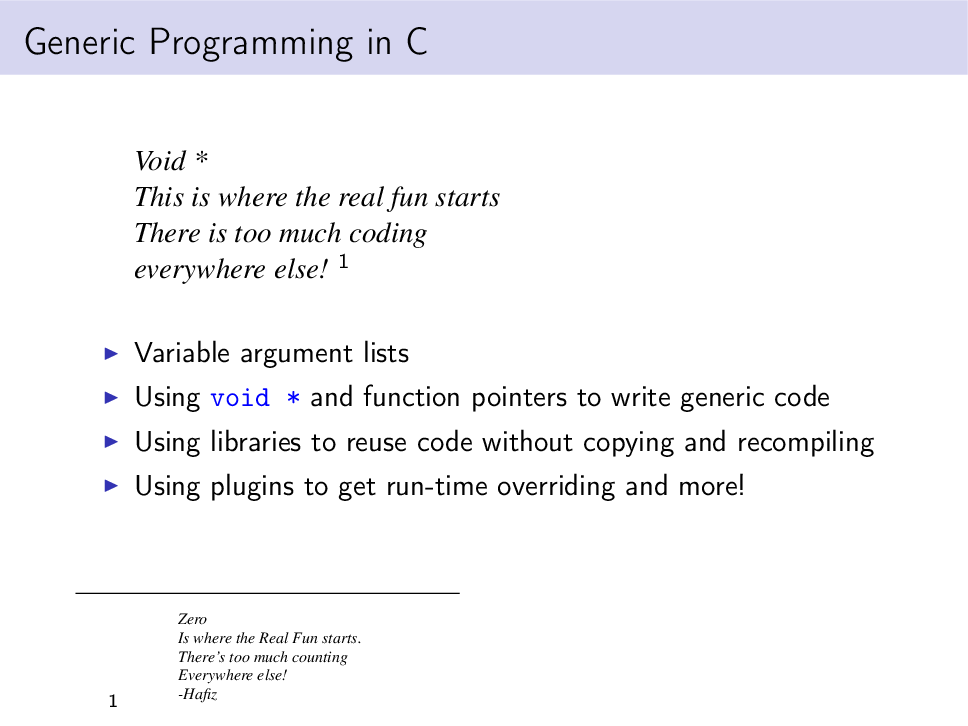 Generic Programming in C
Void *
This is where the real fun starts
There is too much coding
everywhere else! 1
▶ Variable argument lists
▶ Using void * and function pointers to write generic code
▶ Using libraries to reuse code without copying and recompiling
▶ Using plugins to get run-time overriding and more!
Zero
Is where the Real Fun starts.
There's too much counting
Everywhere else!
-Hafiz
1